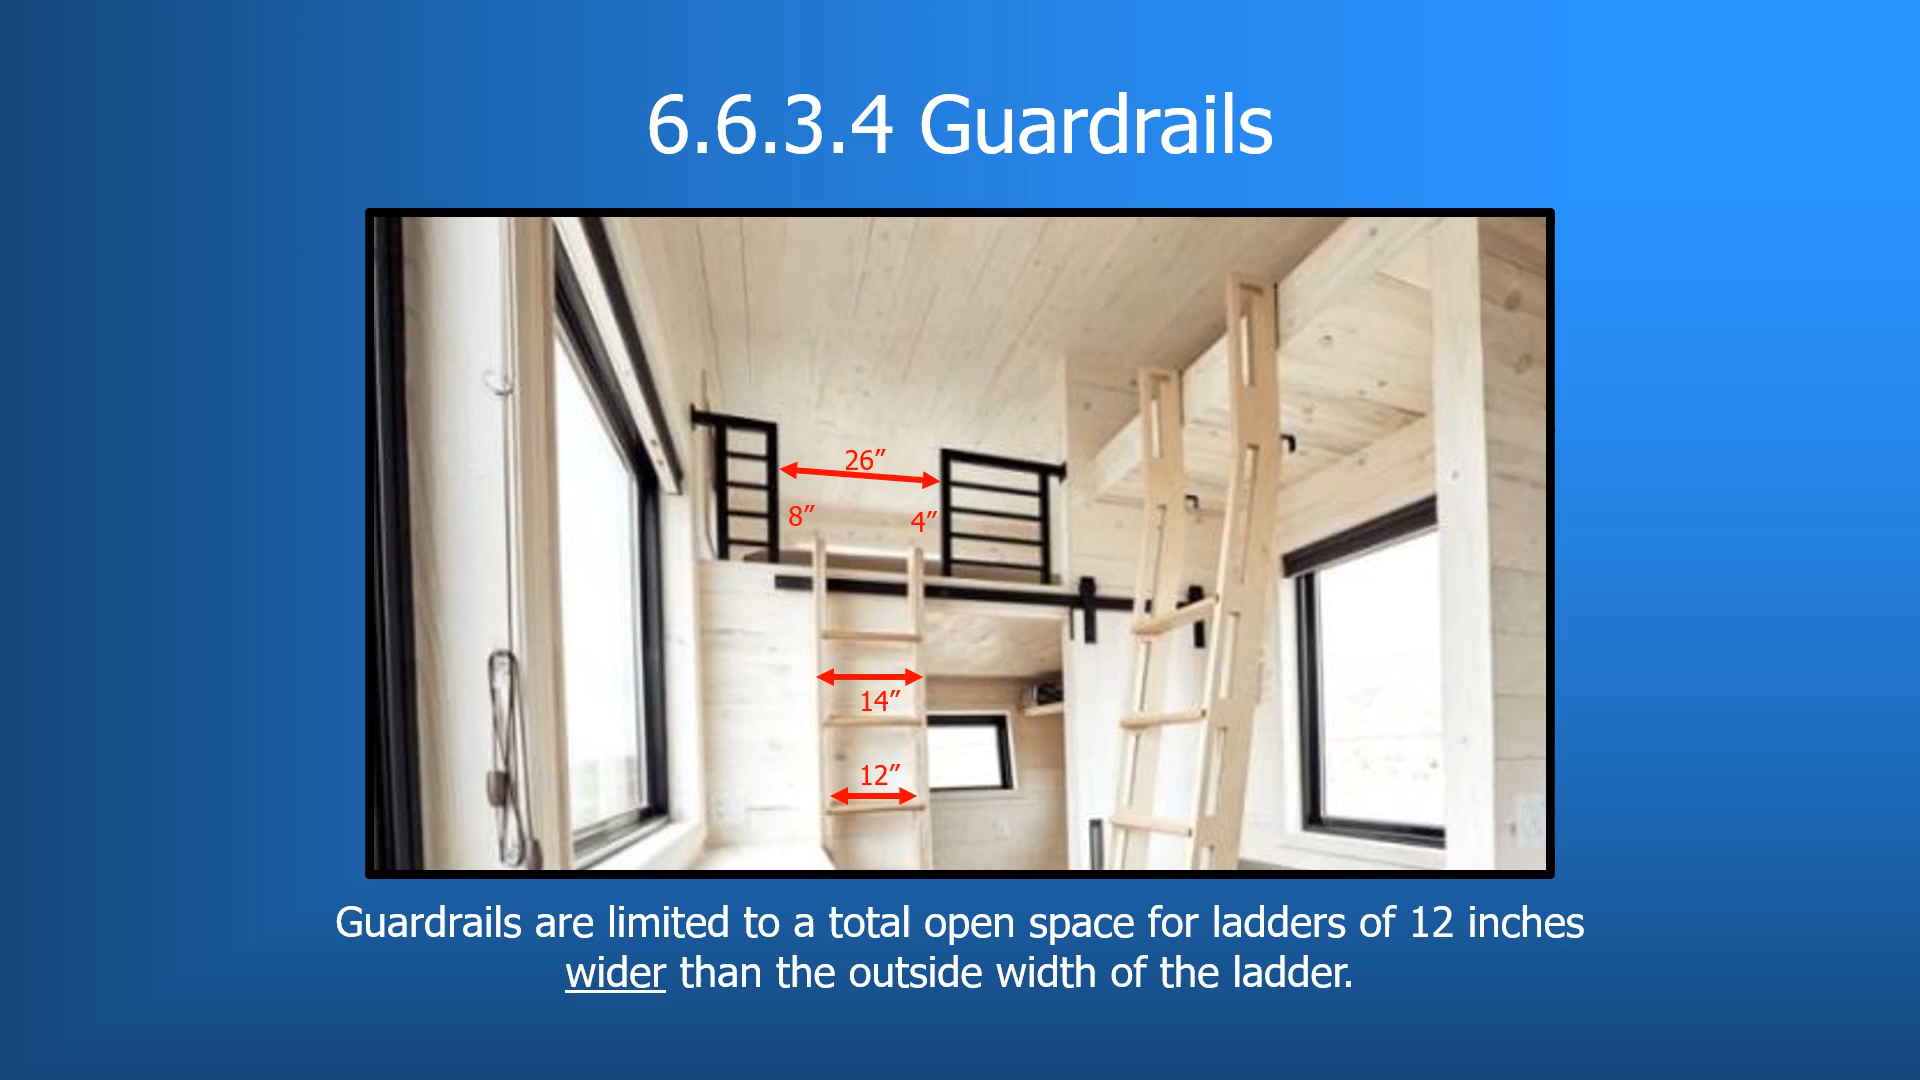 6.6.3.4 Guardrails
26”
8”
4”
14”
12”
Guardrails are limited to a total open space for ladders of 12 inches
wider than the outside width of the ladder.